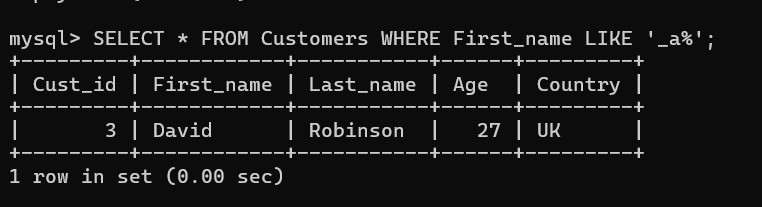 mysql> SELECT * FROM Customers WHERE First_name LIKE '_a%';
+---------+------------+-----------+------+---------+
| Cust_id | First_name | Last_name | Age  | Country |
+---------+------------+-----------+------+---------+
|       3 | David      | Robinson  |   27 | UK      |
+---------+------------+-----------+------+---------+
1 row in set (0.00 sec)